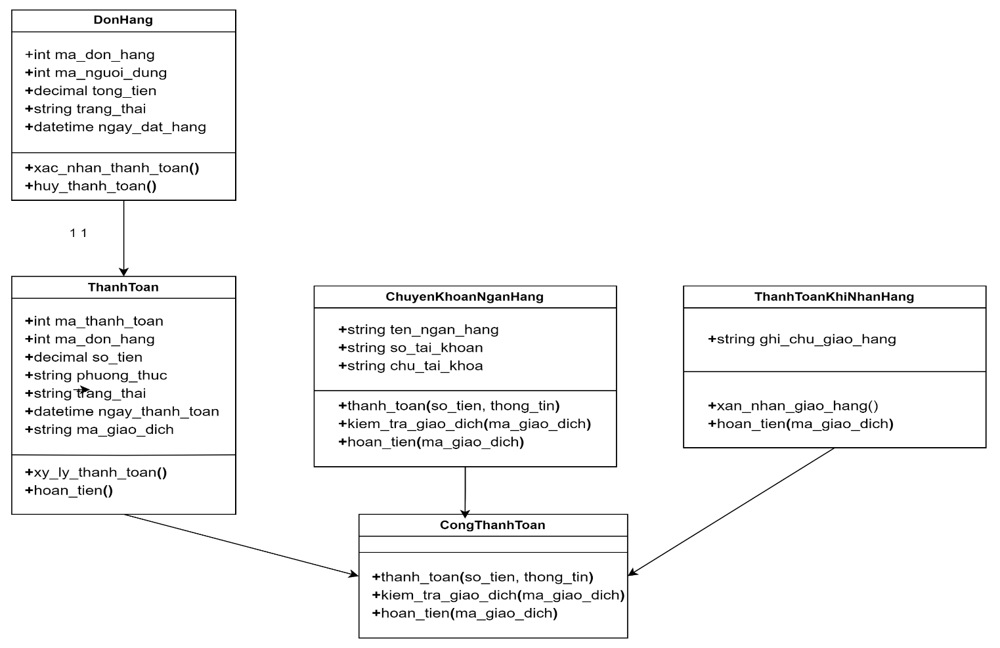 DonHang
+int ma_don_hang
+int ma_nguoi_dung
+decimal tong_tien
+string trang_thai
+datetime ngay_dat_hang
+xac_nhan_thanh_toan()
+huy_thanh_toan()
1 1
ThanhToan
+int ma_thanh_toan
+int ma_don_hang
+decimal so_tien
+string phuong_thuc
+string trang_thai
+datetime ngay_thanh_toan
+string ma_giao_dich
+xy_ly_thanh_toan()
+hoan_tien()
ChuyenKhoanNganHang
+string ten_ngan_hang
+string so_tai_khoan
+string chu_tai_khoa
+thanh_toan(so_tien, thong_tin)
+kiem_tra_giao_dich(ma_giao_dich)
+hoan_tien(ma_giao_dich)
ThanhToanKhiNhanHang
+string ghi_chu_giao_hang
+xan_nhan_giao_hang()
+hoan_tien(ma_giao_dich)
CongThanhToan
+thanh_toan(so_tien, thong_tin)
+kiem_tra_giao_dich(ma_giao_dich)
+hoan_tien(ma_giao_dich)